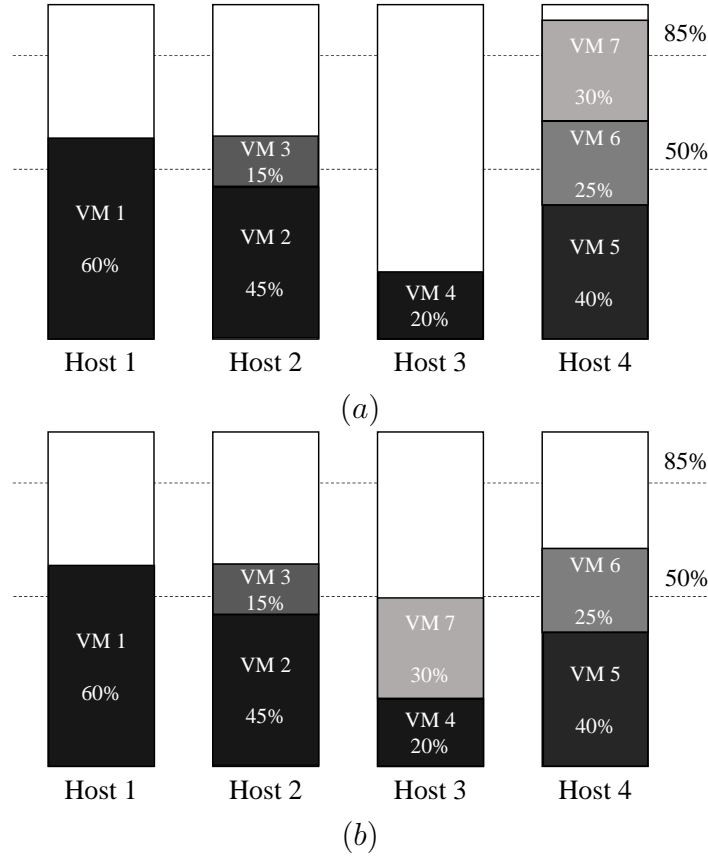 85%
VM 7
30%
VM 3
15%
VM 6
25%
50%
VM 1
60%
VM 2
45%
VM 4
20%
VM 5
40%
Host 1
Host 2
Host 3
Host 4
(a)
85%
VM 3
15%
VM 6
25%
50%
VM 1
60%
VM 2
45%
VM 7
30%
VM 4
20%
VM 5
40%
Host 1
Host 2
Host 3
Host 4
(b)